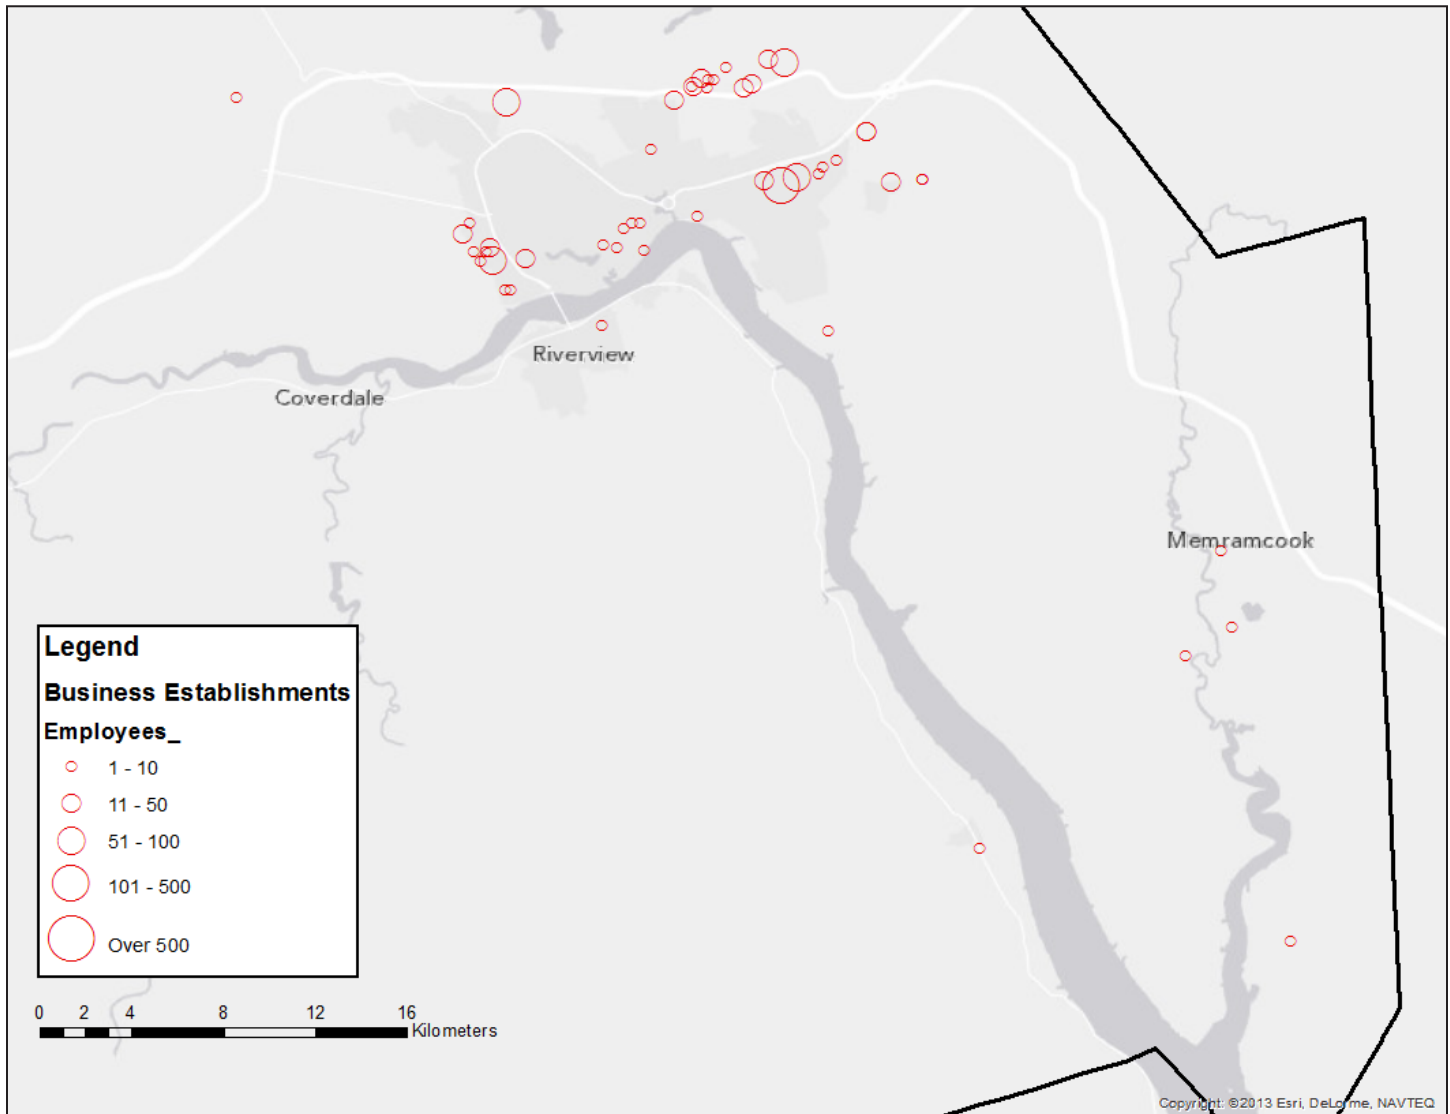 Riverview
Coverdale
Memramcook
Legend
Business Establishments
Employees_
1 - 10
11 - 50
51 - 100
101 - 500
Over 500
0 2 4 8 12 16
Kilometers
Copyright: ©2013 Esri, DeLorme, NAVTEQ